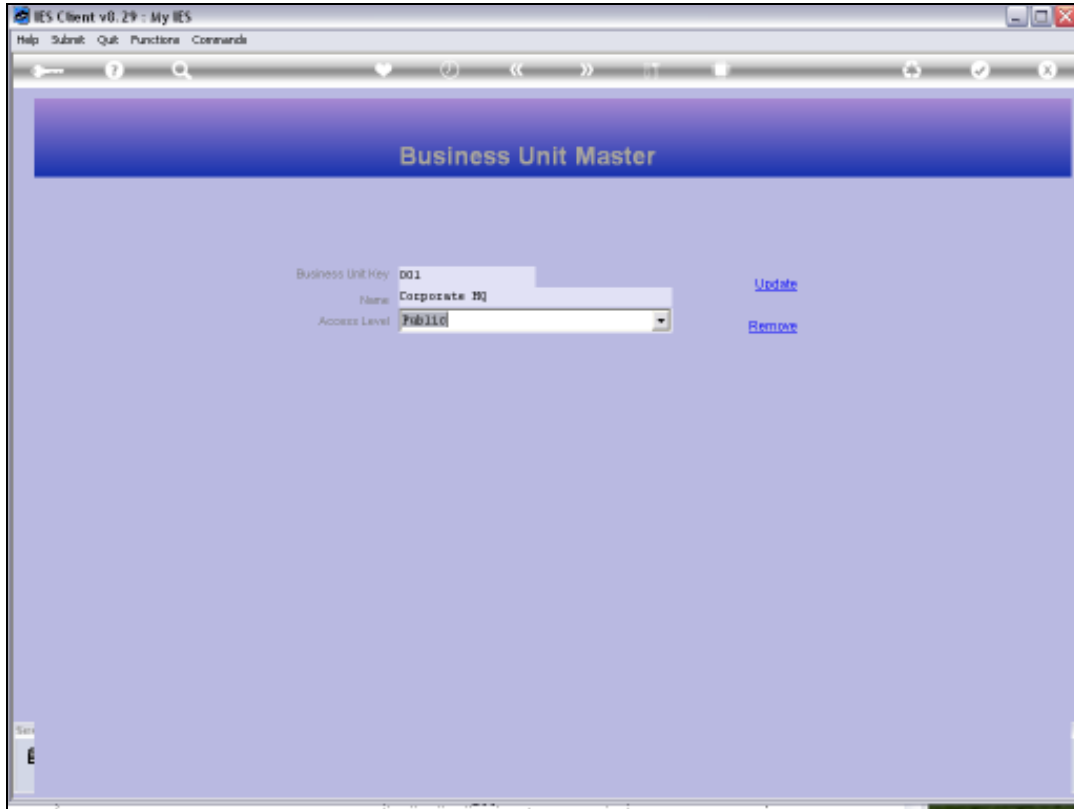 IES Client v8.29 : My IES
Help Submit Quit Functions Commands
Business Unit Master
Business Unit Key 001
Name Corporate HQ
Access Level Public
Update
Remove